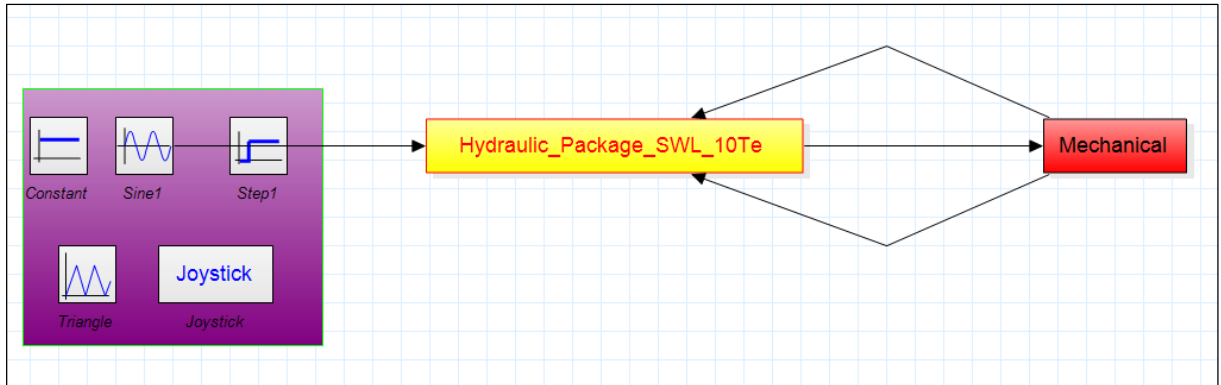 Hydraulic_Package_SWL_10Te
Mechanical
Constant
Sine1
Step1
Joystick
Triangle
Joystick